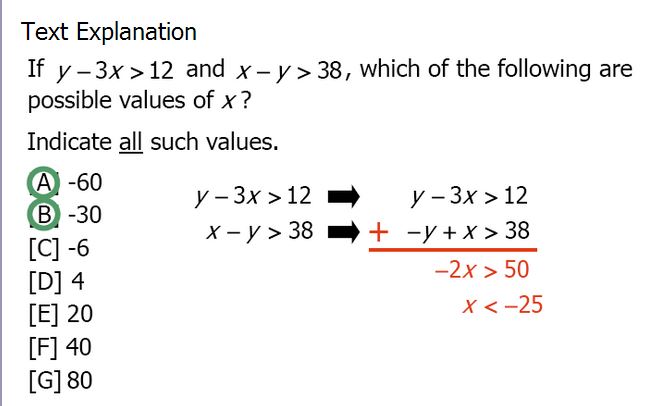 Text Explanation
If y – 3x > 12 and x – y > 38, which of the following are
possible values of x?
Indicate all such values.
A -60
B -30
[C] -6
[D] 4
[E] 20
[F] 40
[G] 80
y – 3x > 12 ➡ y – 3x > 12
x – y > 38 ➡ + -y + x > 38
–2x > 50
x < –25